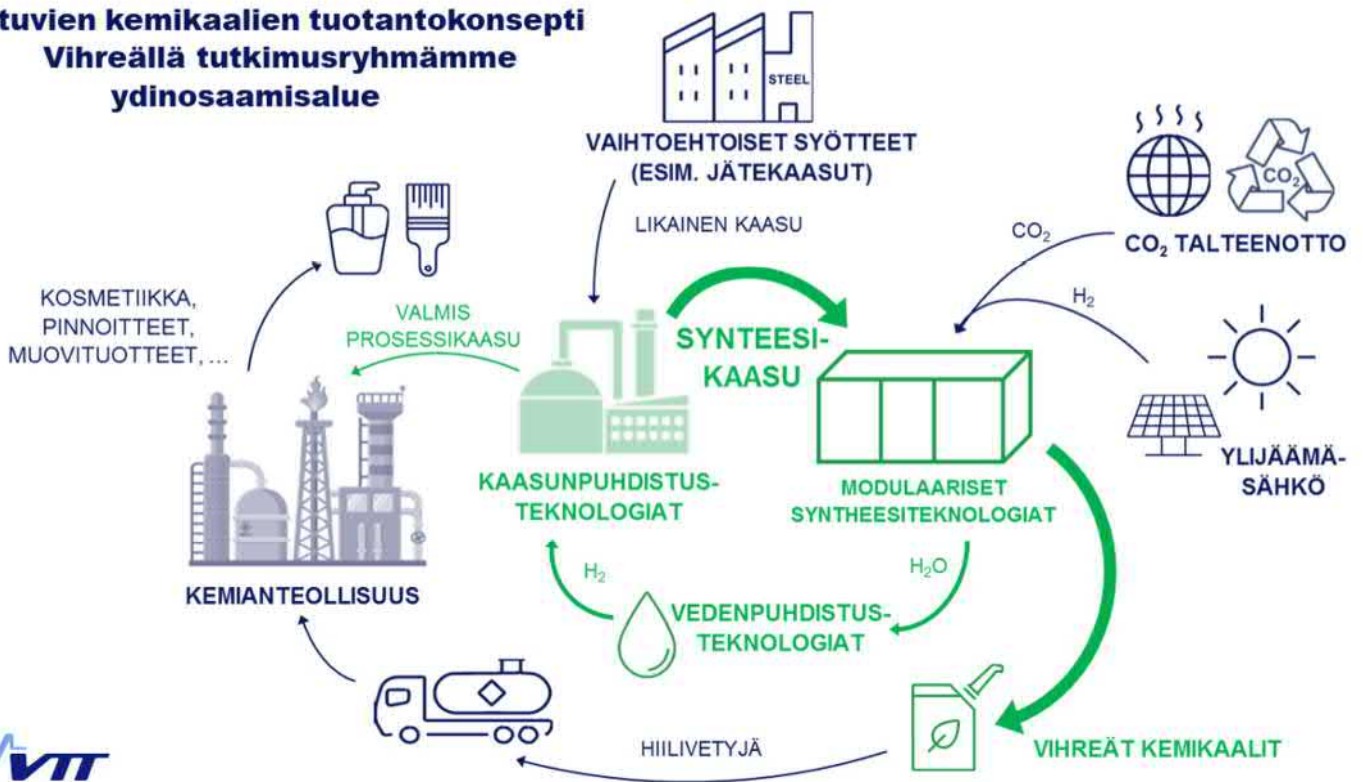 tuvien kemikaalien tuotantokonsepti
Vihreällä tutkimusryhmämme
ydinosaamisalue
STEEL
VAIHTOEHTOISET SYÖTTEET
(ESIM. JÄTEKAASUT)
LIKAINEN KAASU
CO₂
CO₂
CO₂ TALTEENOTTO
H₂
KOSMETIIKKA,
PINNOITTEET,
MUOVITUOTTEET, ...
VALMIS
PROSESSIKAASU
SYNTEESI-
KAASU
YLIJÄÄMÄ-
SÄHKÖ
KAASUNPUHDISTUS-
TEKNOLOGIAT
MODULAARISET
SYNTHEESITEKNOLOGIAT
KEMIANTEOLLISUUS
H₂
H₂O
VEDENPUHDISTUS-
TEKNOLOGIAT
HIILIVETYJÄ
VIHREÄT KEMIKAALIT
VTT